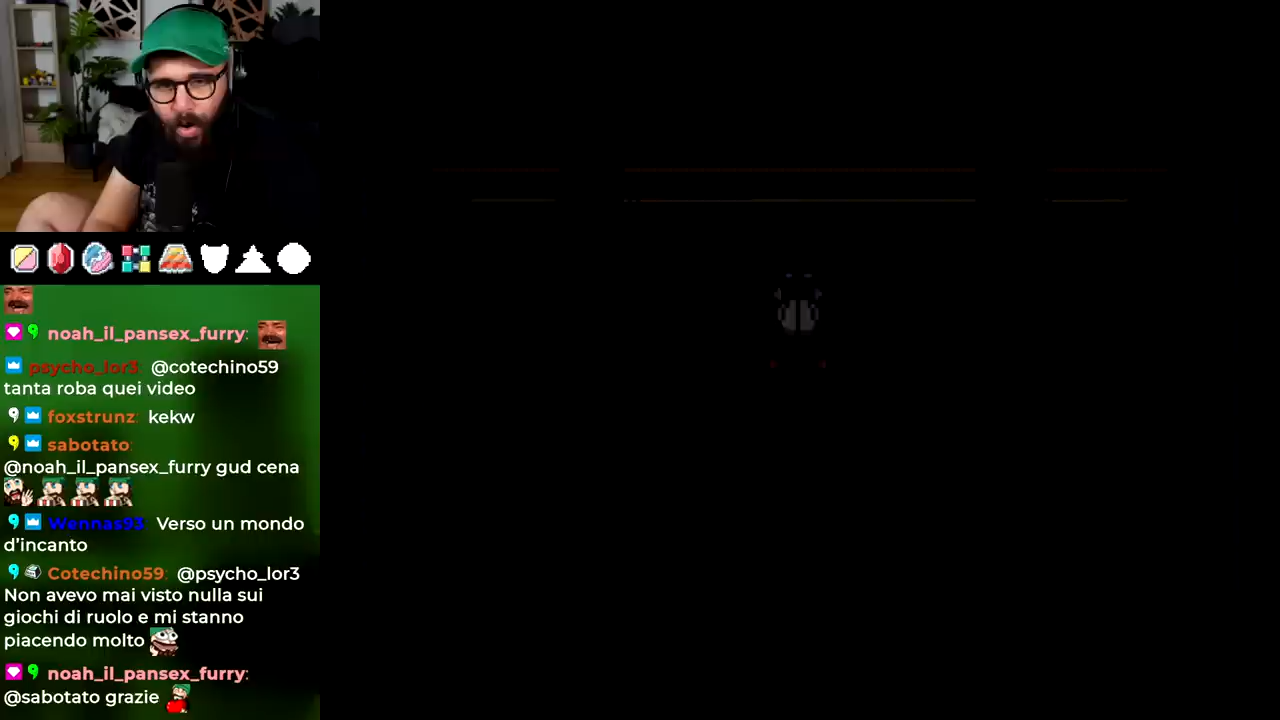 noah_il_pansex_furry:
psycho_lor3: @cotechino59
tanta roba quei video
foxstrunz: kekw
sabotato:
@noah_il_pansex_furry gud cena
Wennas93: Verso un mondo
d'incanto
Cotechino59: @psycho_lor3
Non avevo mai visto nulla sui
giochi di ruolo e mi stanno
piacendo molto
noah_il_pansex_furry:
@sabotato grazie